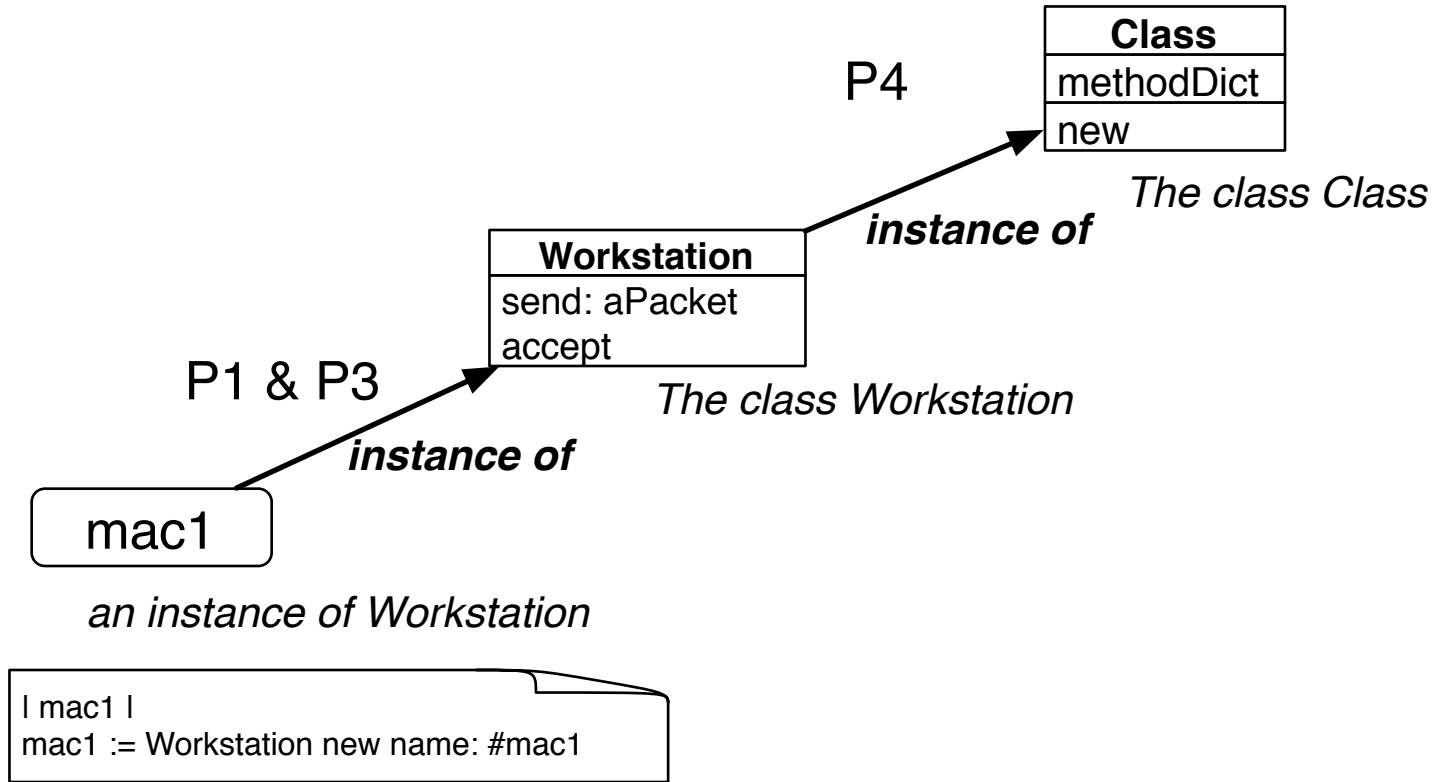 Class
methodDict
new
P4
The class Class
instance of
Workstation
send: aPacket
accept
P1 & P3
The class Workstation
instance of
mac1
an instance of Workstation
| mac1 |
mac1 := Workstation new name: #mac1